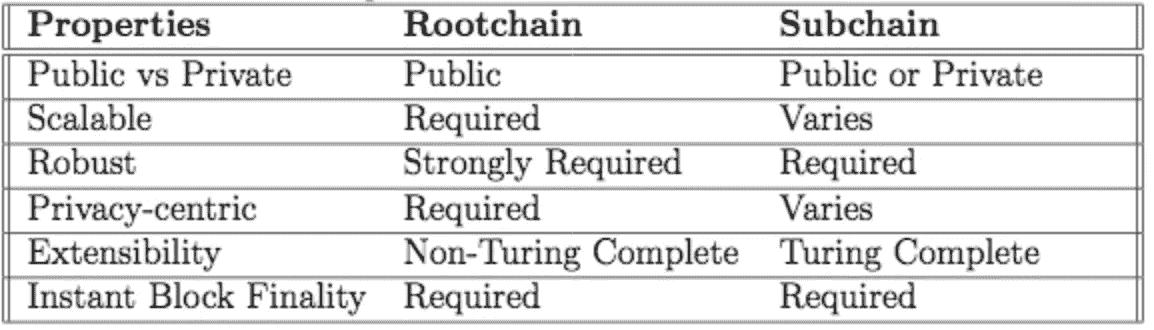 Properties Rootchain Subchain
Public vs Private Public Public or Private
Scalable Required Varies
Robust Strongly Required Required
Privacy-centric Required Varies
Extensibility Non-Turing Complete Turing Complete
Instant Block Finality Required Required